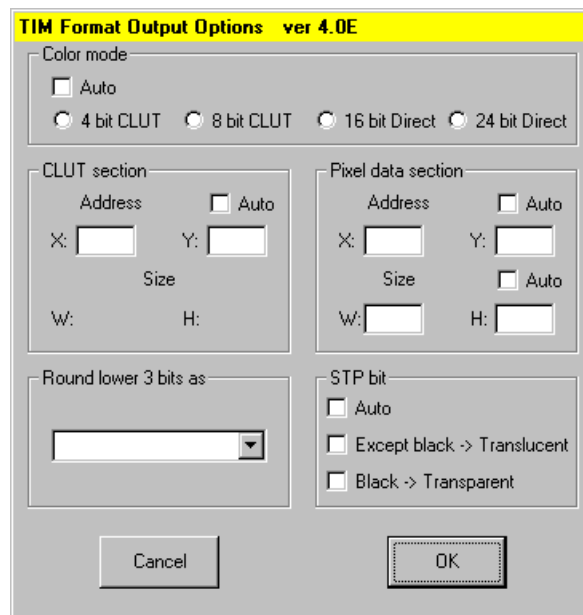 TIM Format Output Options ver 4.0E
Color mode
Auto
4 bit CLUT 8 bit CLUT 16 bit Direct 24 bit Direct
CLUT section
Address Auto
X: Y:
Size
W: H:
Pixel data section
Address Auto
X: Y:
Size Auto
W: H:
Round lower 3 bits as
STP bit
Auto
Except black -> Translucent
Black -> Transparent
Cancel OK